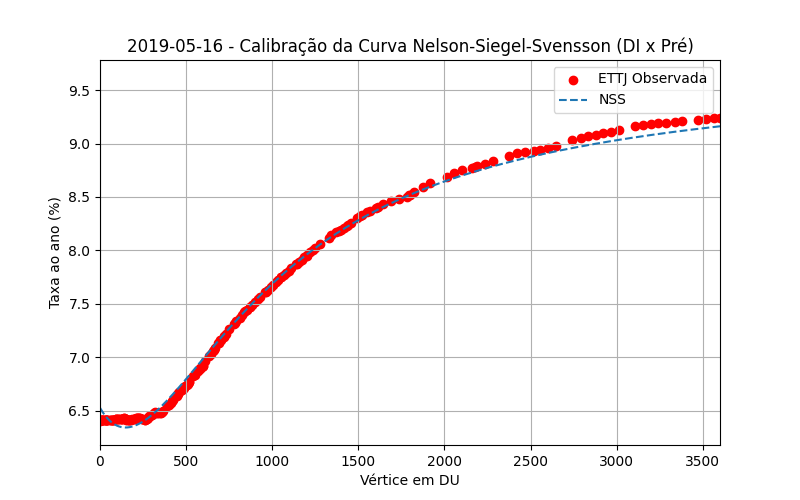 2019-05-16 - Calibração da Curva Nelson-Siegel-Svensson (DI x Pré)
ETTJ Observada
NSS
Taxa ao ano (%)
9.5
9.0
8.5
8.0
7.5
7.0
6.5
0 500 1000 1500 2000 2500 3000 3500
Vértice em DU